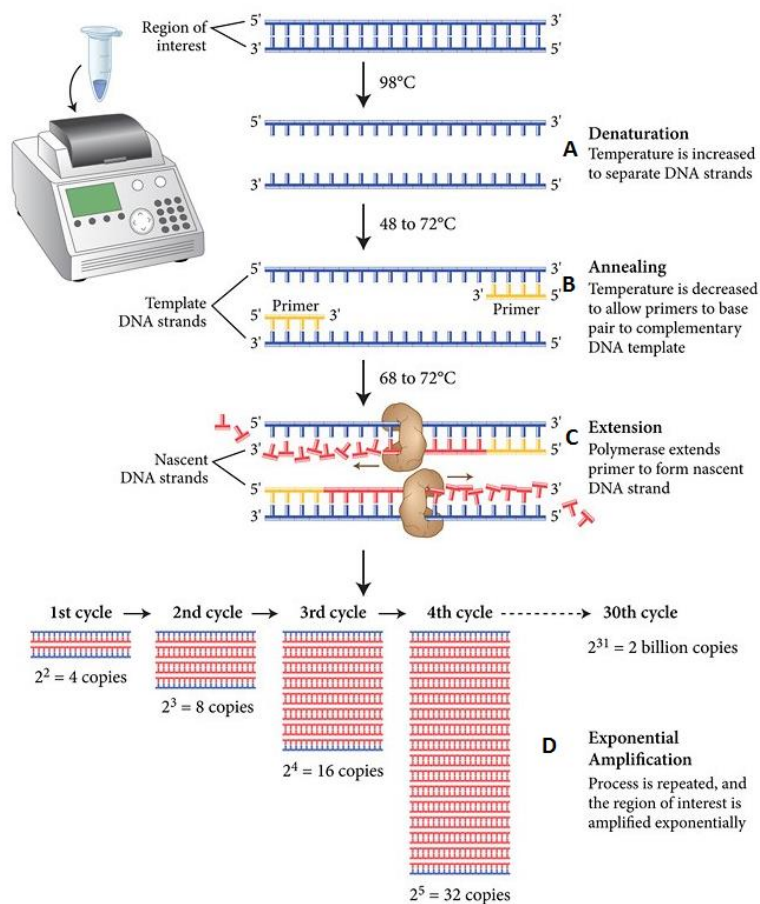 Region of
interest
5'
3'
3'
5'
98°C
5'
3'
3'
5'
A
Denaturation
Temperature is increased
to separate DNA strands
48 to 72°C
5'
3'
3'
5'
Primer
Template
DNA strands
Primer
3'
3'
5'
B
Annealing
Temperature is decreased
to allow primers to base
pair to complementary
DNA template
68 to 72°C
5'
3'
3'
5'
Nascent
DNA strands
5'
3'
3'
5'
C
Extension
Polymerase extends
primer to form nascent
DNA strand
1st cycle
2nd cycle
3rd cycle
4th cycle
30th cycle
2² = 4 copies
2³ = 8 copies
2⁴ = 16 copies
2⁵ = 32 copies
2³¹ = 2 billion copies
D
Exponential
Amplification
Process is repeated, and
the region of interest is
amplified exponentially